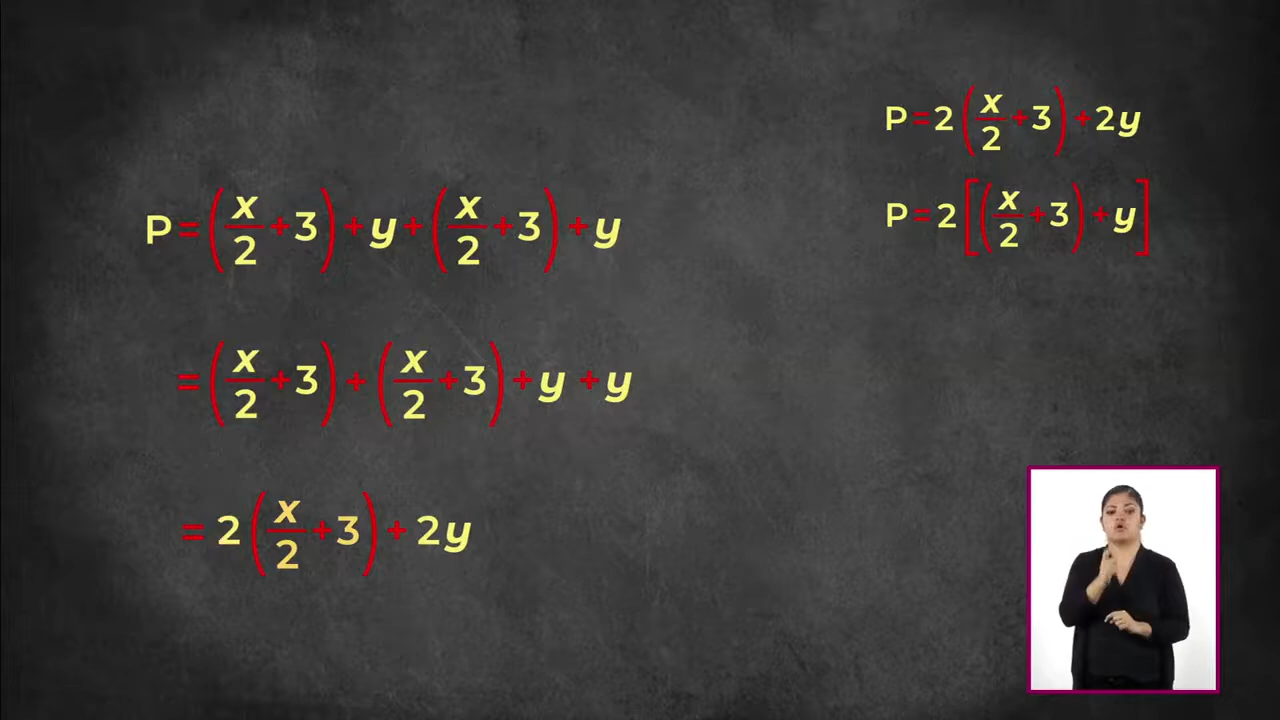 P = (x/2 + 3) + y + (x/2 + 3) + y
= (x/2 + 3) + (x/2 + 3) + y + y
= 2 (x/2 + 3) + 2y
P = 2 (x/2 + 3) + 2y
P = 2 [(x/2 + 3) + y]